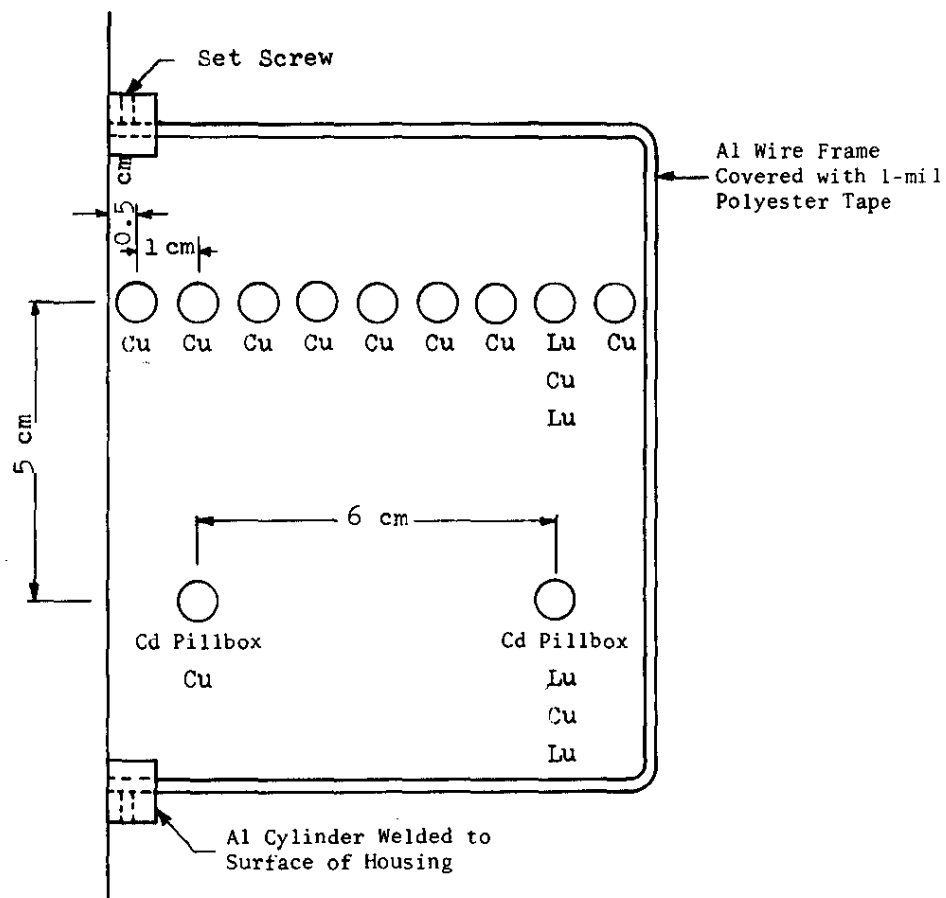 Set Screw
Al Wire Frame
Covered with 1-mil
Polyester Tape
0.5 cm
1 cm
Cu Cu Cu Cu Cu Cu Cu Lu Cu
Cu
Lu
5 cm
6 cm
Cd Pillbox Cd Pillbox
Cu Lu
Cu
Lu
Al Cylinder Welded to
Surface of Housing